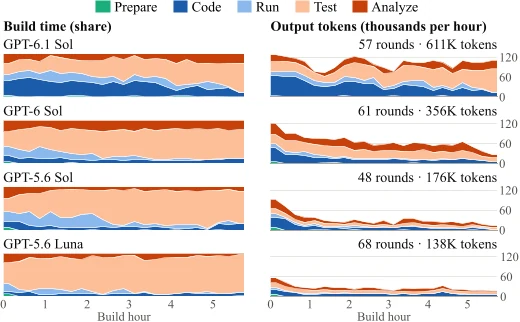 Prepare Code Run Test Analyze
Build time (share) Output tokens (thousands per hour)
GPT-6.1 Sol 57 rounds · 611K tokens
120
60
0
GPT-6 Sol 61 rounds · 356K tokens
120
60
0
GPT-5.6 Sol 48 rounds · 176K tokens
120
60
0
GPT-5.6 Luna 68 rounds · 138K tokens
120
60
0
0 1 2 3 4 5 0 1 2 3 4 5
Build hour Build hour